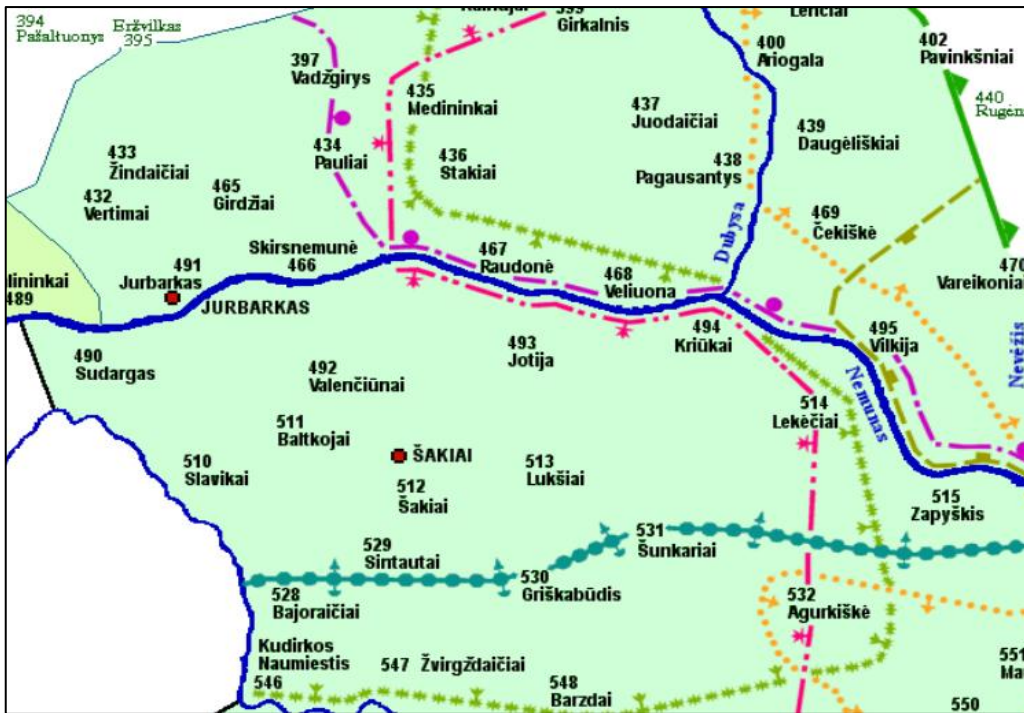 394
Pašaltuonys
Eržvilkas
395
Girkalnis
400
Ariogala
402
Pavinkšniai
397
Vadžgirys
440
435
Medininkai
437
Juodaičiai
439
Daugėliškiai
434
Pauliai
436
Stakiai
438
Pagausantys
433
Žindaičiai
465
Girdžiai
432
Vertimai
469
Čekiškė
Dubysa
Skirsnemunė
466
467
Raudonė
468
Veliuona
470
491
Jurbarkas
JURBARKAS
489
490
Sudargas
493
Jotija
494
Kriūkai
495
Vilkija
Nevėžis
Nemunas
492
Valenčiūnai
511
Baltkojai
514
Lekėčiai
ŠAKIAI
510
Slavikai
512
Šakiai
513
Lukšiai
515
Zapyškis
529
Sintautai
531
Šunkariai
530
Griškabūdis
528
Bajoraičiai
532
Agurkiškė
Kudirkos
Naumiestis
546
547 Žvirgždaičiai
548
Barzdai
551
550